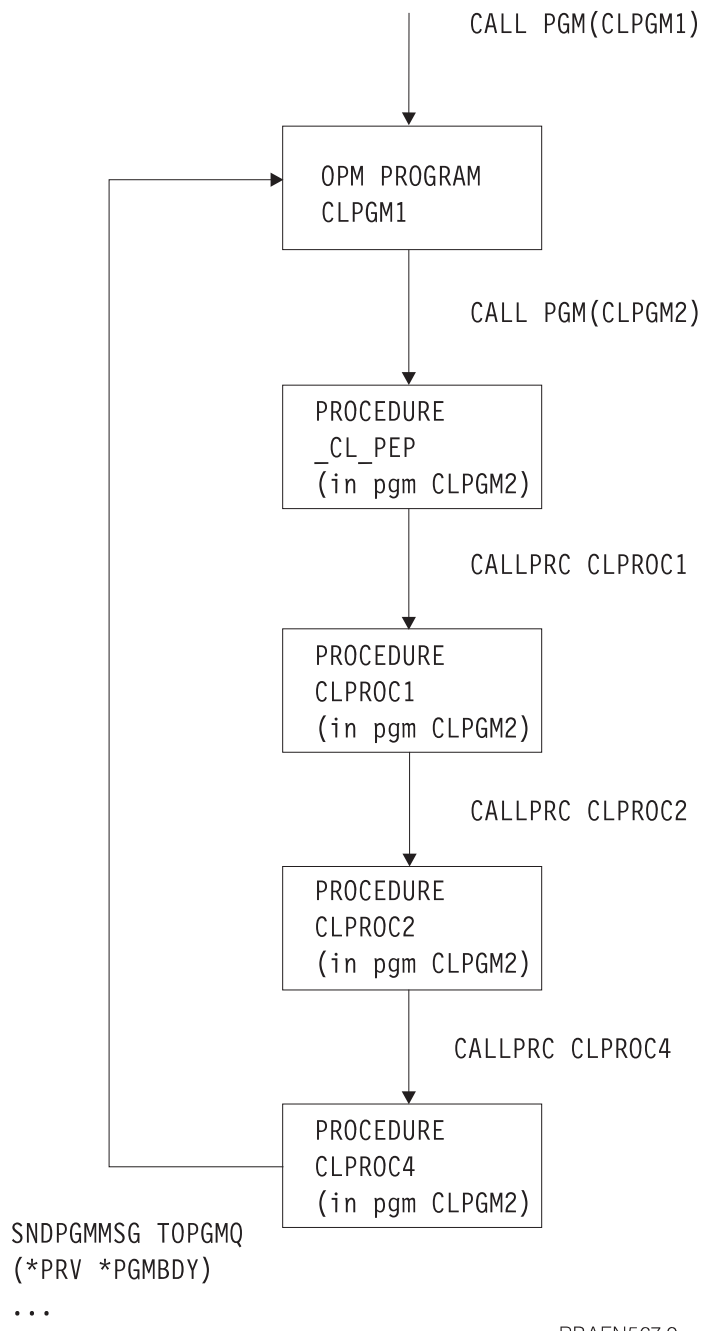 CALL PGM(CLPGM1)
OPM PROGRAM
CLPGM1
CALL PGM(CLPGM2)
PROCEDURE
_CL_PEP
(in pgm CLPGM2)
CALLPRC CLPROC1
PROCEDURE
CLPROC1
(in pgm CLPGM2)
CALLPRC CLPROC2
PROCEDURE
CLPROC2
(in pgm CLPGM2)
CALLPRC CLPROC4
PROCEDURE
CLPROC4
(in pgm CLPGM2)
SNDPGMMSG TOPGMQ
(*PRV *PGMBDY)
...